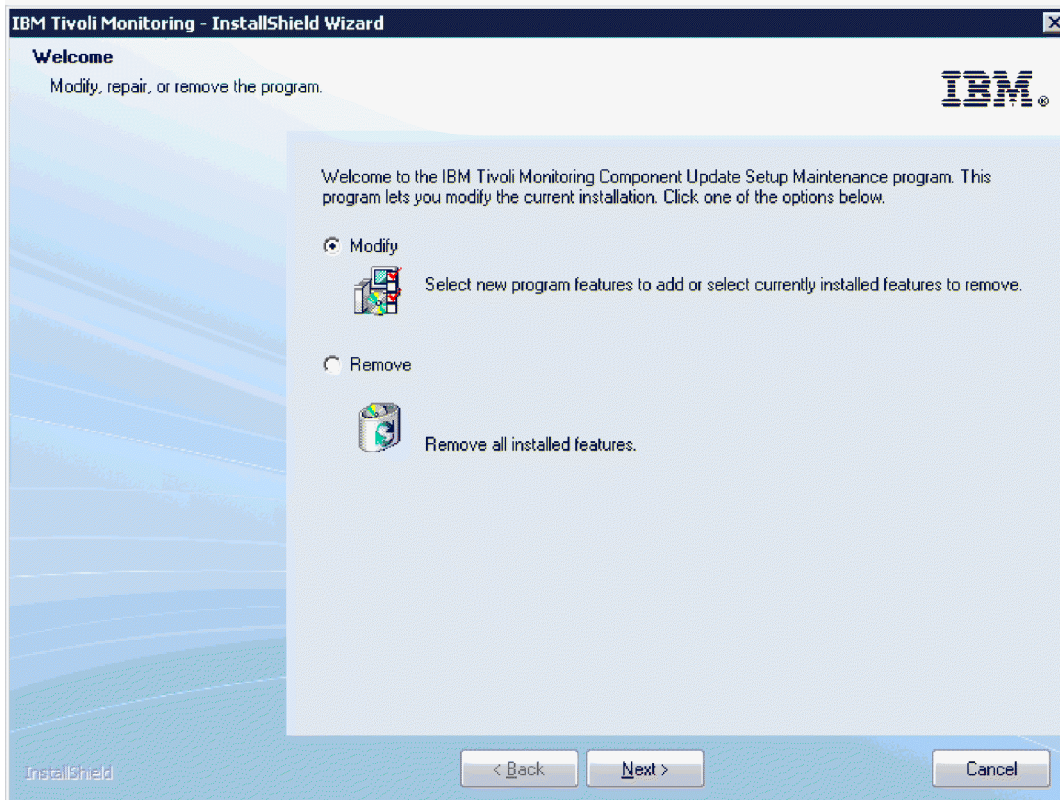 IBM Tivoli Monitoring - InstallShield Wizard
Welcome
Modify, repair, or remove the program.
IBM®
Welcome to the IBM Tivoli Monitoring Component Update Setup Maintenance program. This
program lets you modify the current installation. Click one of the options below.
Modify
Select new program features to add or select currently installed features to remove.
Remove
Remove all installed features.
InstallShield
< Back
Next >
Cancel